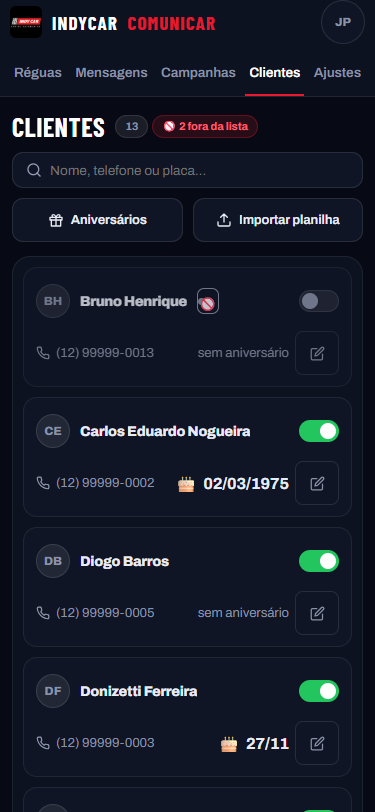 INDYCAR
INDYCAR COMUNICAR
JP
Réguas Mensagens Campanhas Clientes Ajustes
CLIENTES 13 2 fora da lista
Nome, telefone ou placa...
Aniversários Importar planilha
BH Bruno Henrique
(12) 99999-0013 sem aniversário
CE Carlos Eduardo Nogueira
(12) 99999-0002 02/03/1975
DB Diogo Barros
(12) 99999-0005 sem aniversário
DF Donizetti Ferreira
(12) 99999-0003 27/11